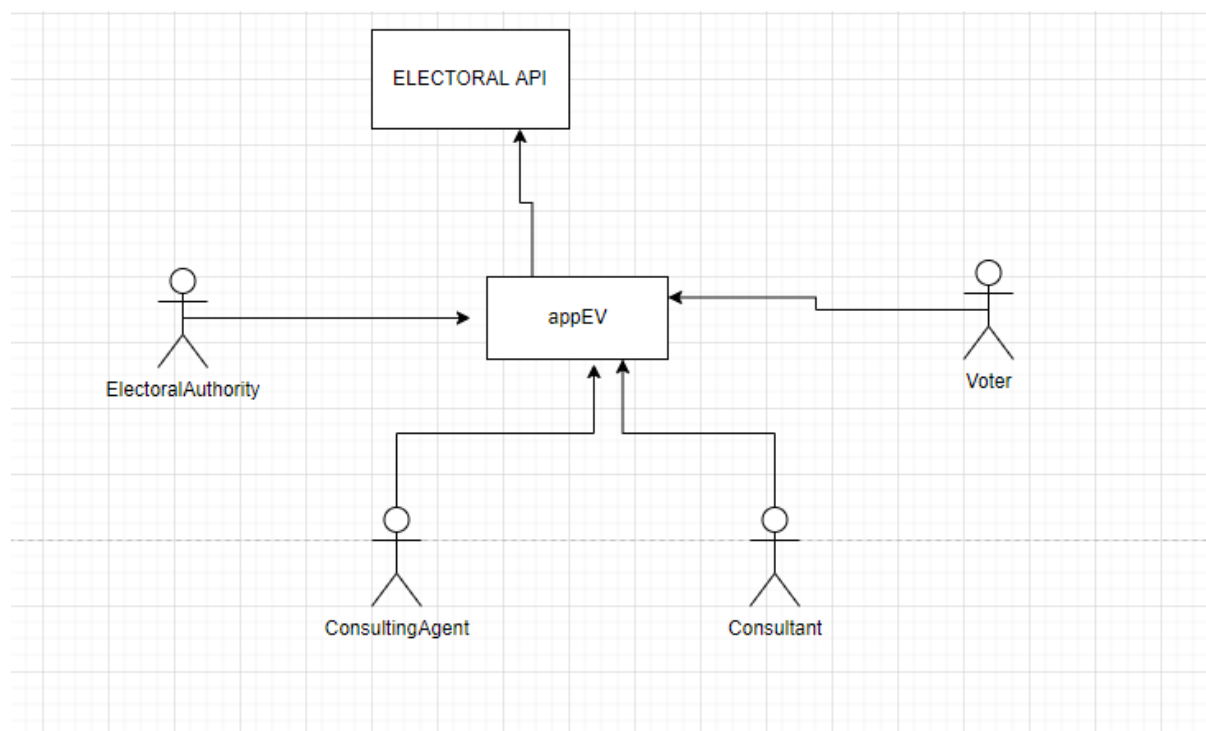 ELECTORAL API
appEV
ElectoralAuthority
Voter
ConsultingAgent
Consultant